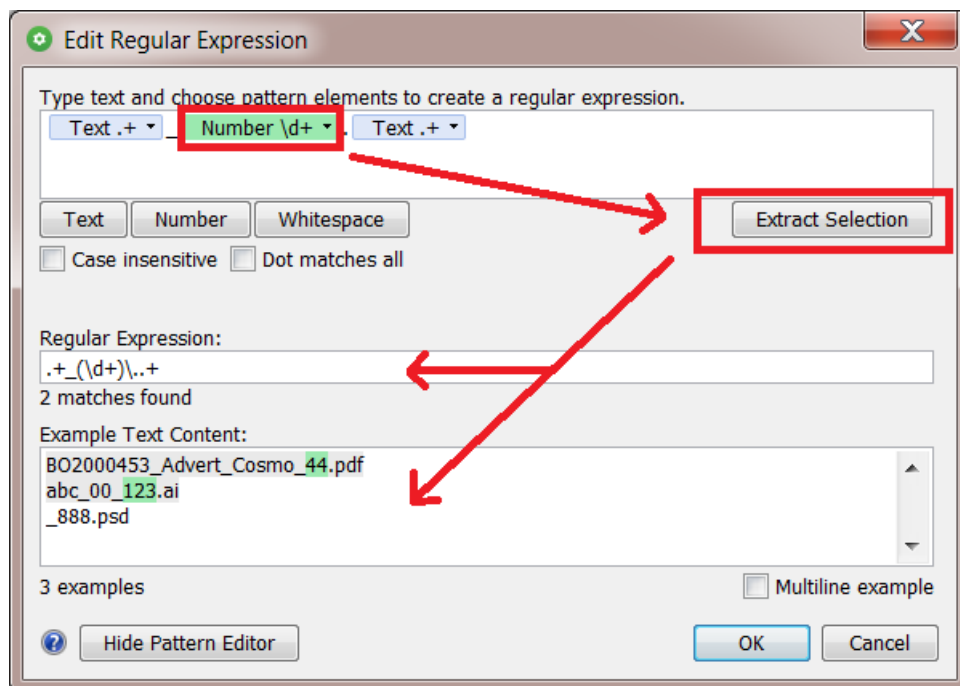 Edit Regular Expression
X
Type text and choose pattern elements to create a regular expression.
Text .+ _ Number \d+ . Text .+
Text Number Whitespace Extract Selection
Case insensitive Dot matches all
Regular Expression:
.+_(\d+)\..+
2 matches found
Example Text Content:
BO2000453_Advert_Cosmo_44.pdf
abc_00_123.ai
_888.psd
3 examples Multiline example
? Hide Pattern Editor OK Cancel